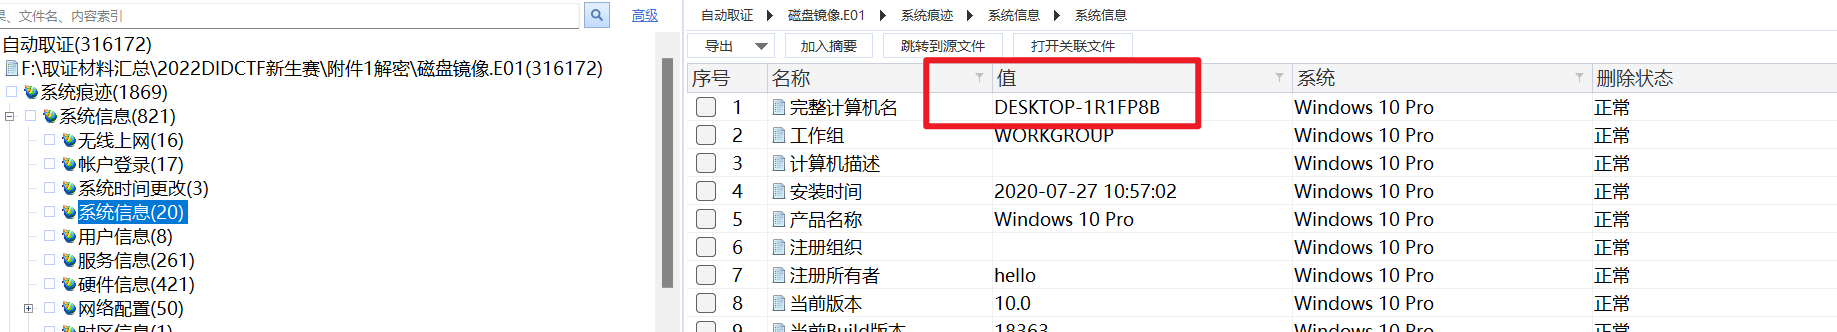 果、文件名、内容索引
高级
自动取证(316172)
F:\取证材料汇总\2022DIDCTF新生赛\附件1解密\磁盘镜像.E01(316172)
系统痕迹(1869)
系统信息(821)
无线上网(16)
帐户登录(17)
系统时间更改(3)
系统信息(20)
用户信息(8)
服务信息(261)
硬件信息(421)
网络配置(50)
时区信息(1)
自动取证 磁盘镜像.E01 系统痕迹 系统信息 系统信息
导出 加入摘要 跳转到源文件 打开关联文件
序号 名称 值 系统 删除状态
1 完整计算机名 DESKTOP-1R1FP8B Windows 10 Pro 正常
2 工作组 WORKGROUP Windows 10 Pro 正常
3 计算机描述 Windows 10 Pro 正常
4 安装时间 2020-07-27 10:57:02 Windows 10 Pro 正常
5 产品名称 Windows 10 Pro Windows 10 Pro 正常
6 注册组织 Windows 10 Pro 正常
7 注册所有者 hello Windows 10 Pro 正常
8 当前版本 10.0 Windows 10 Pro 正常
9 当前Build版本 18363 Windows 10 Pro 正常